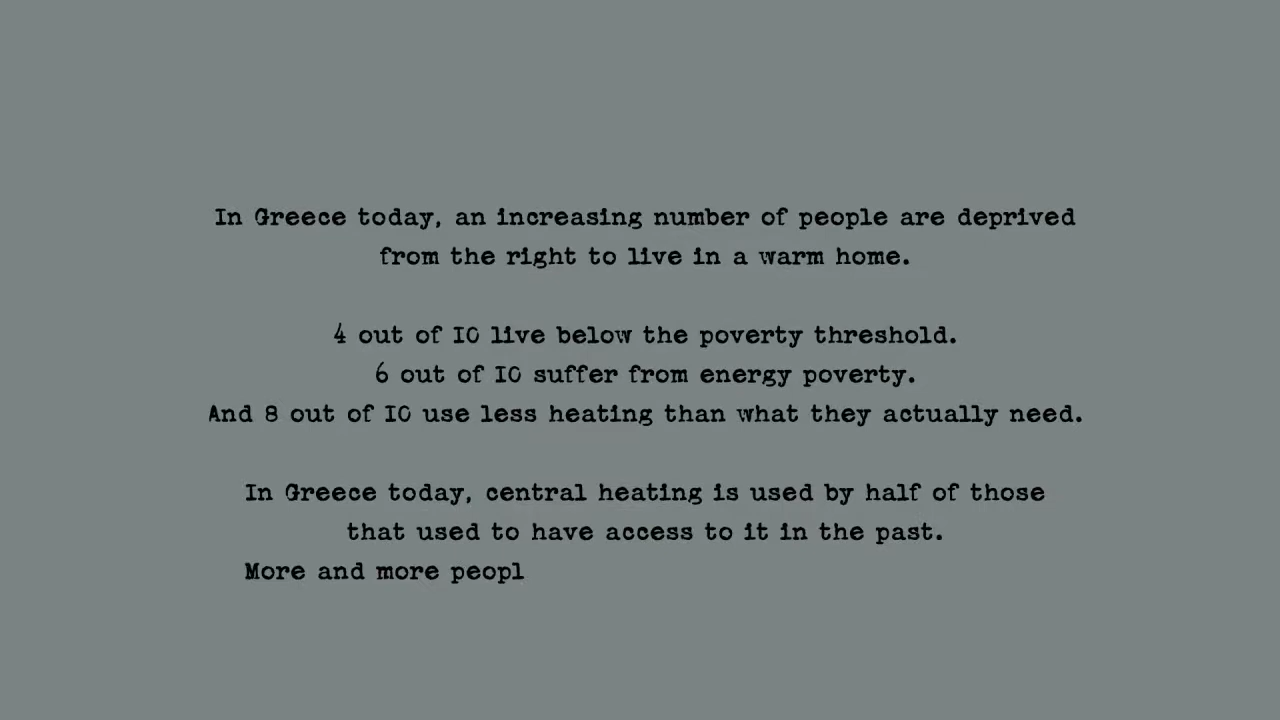 In Greece today, an increasing number of people are deprived
from the right to live in a warm home.
4 out of 10 live below the poverty threshold.
6 out of 10 suffer from energy poverty.
And 8 out of 10 use less heating than what they actually need.
In Greece today, central heating is used by half of those
that used to have access to it in the past.
More and more peopl